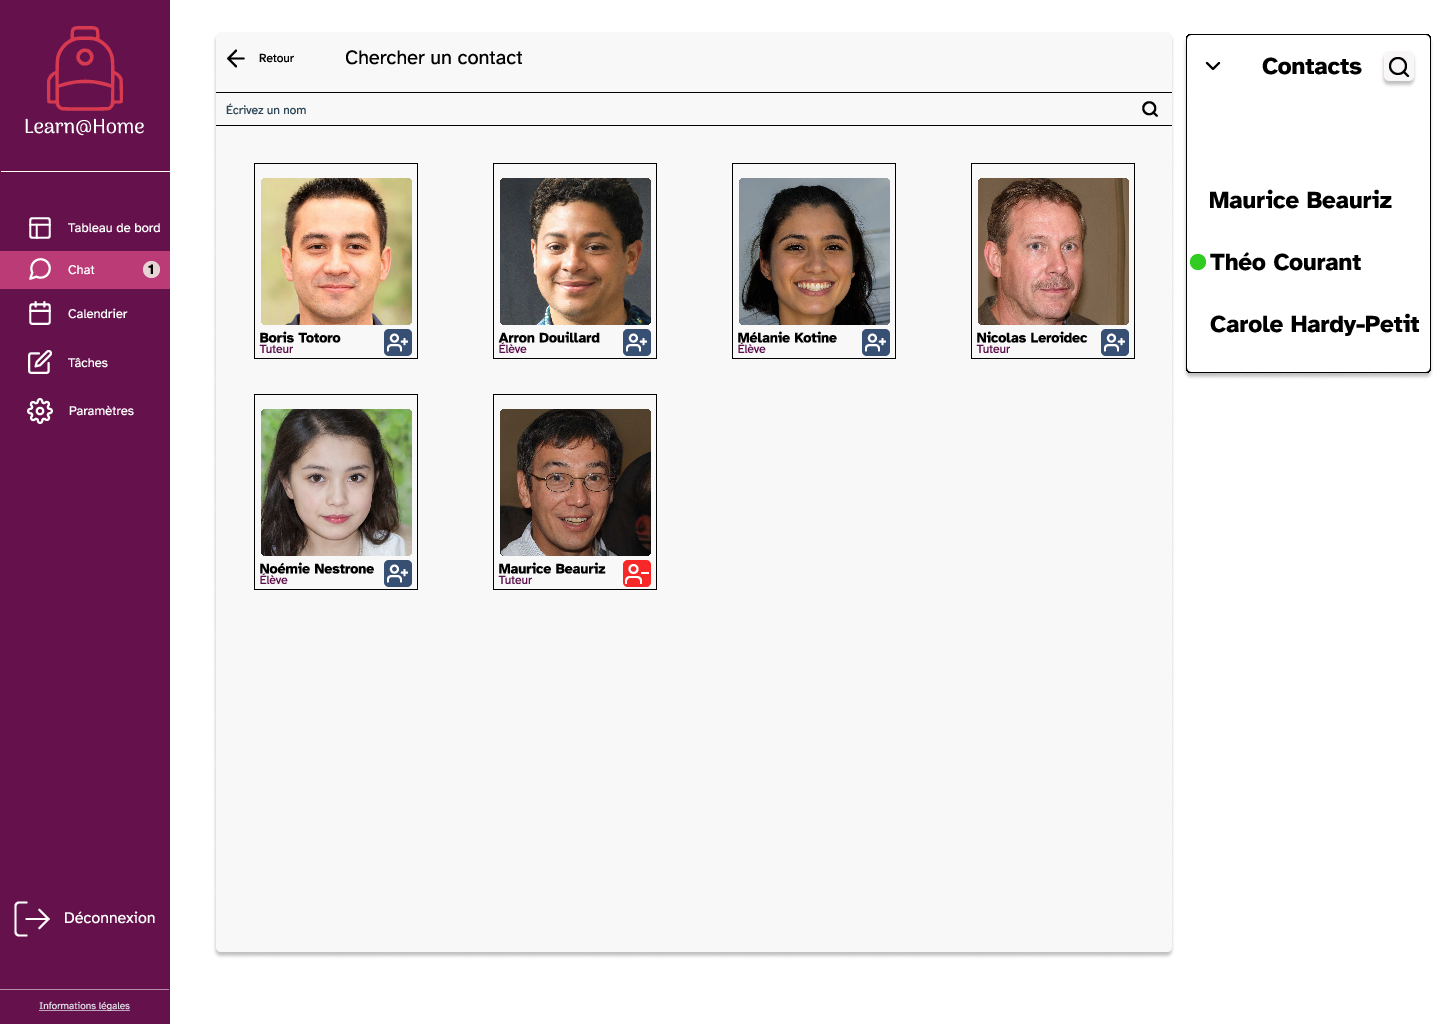 Learn@Home
Tableau de bord
Chat 1
Calendrier
Tâches
Paramètres
Déconnexion
Informations légales
Retour
Chercher un contact
Écrivez un nom
Boris Totoro
Tuteur
Arron Douillard
Élève
Mélanie Kotine
Élève
Nicolas Leroidec
Tuteur
Noémie Nestrone
Élève
Maurice Beauriz
Tuteur
Contacts
Maurice Beauriz
Théo Courant
Carole Hardy-Petit